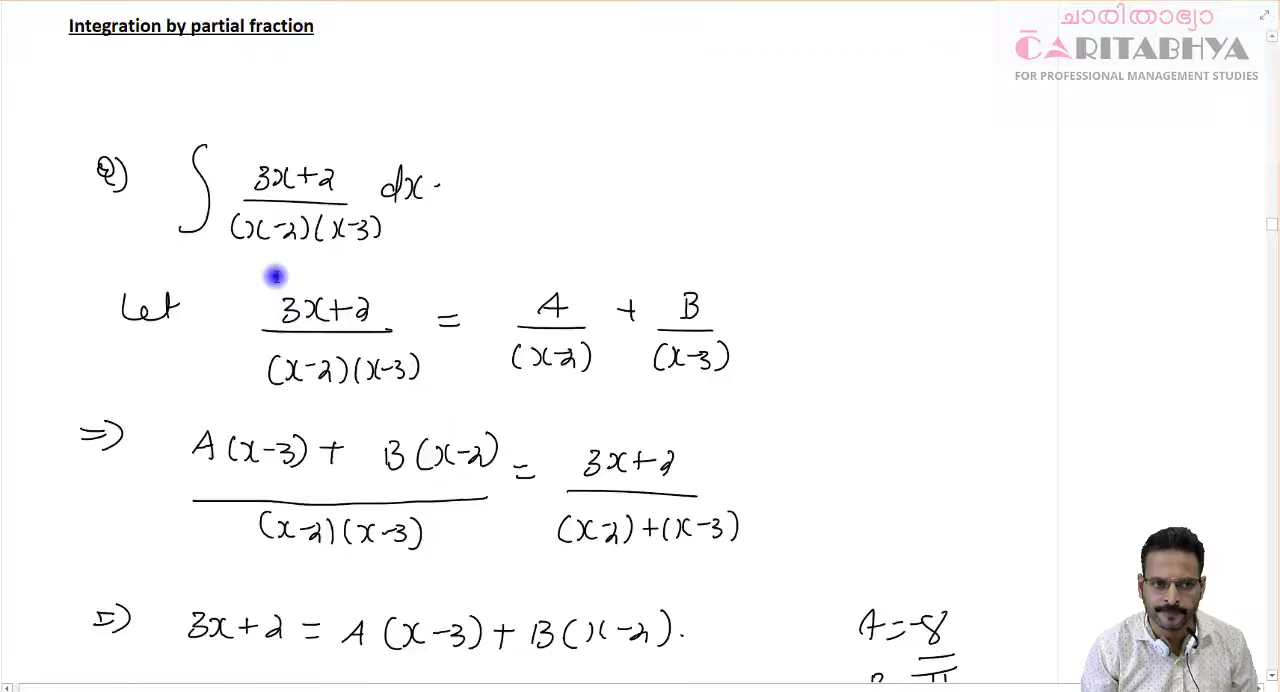 Integration by partial fraction
ചാരിതാഭ്യാ
CARITABHYA
FOR PROFESSIONAL MANAGEMENT STUDIES
Q) ∫ 3x+2 / (x-2)(x-3) dx.
Let 3x+2 / (x-2)(x-3) = A / (x-2) + B / (x-3)
=> A(x-3) + B(x-2) / (x-2)(x-3) = 3x+2 / (x-2)+(x-3)
=> 3x+2 = A(x-3) + B(x-2).
A = -8